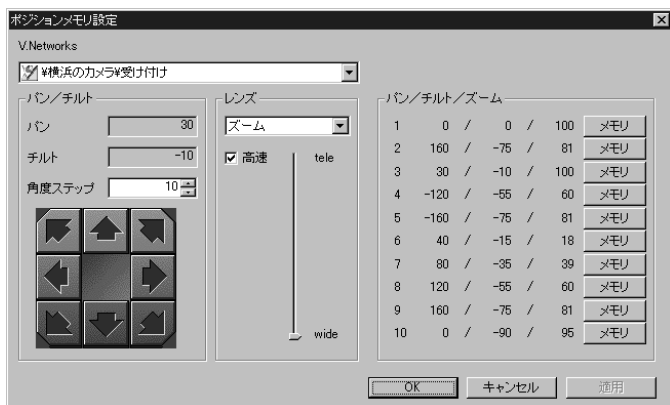 ポジションメモリ設定
V.Networks
¥横浜のカメラ¥受け付け
パン／チルト
パン 30
チルト -10
角度ステップ 10
レンズ
ズーム
高速
tele
wide
パン／チルト／ズーム
1 0 / 0 / 100 メモリ
2 160 / -75 / 81 メモリ
3 30 / -10 / 100 メモリ
4 -120 / -55 / 60 メモリ
5 -160 / -75 / 81 メモリ
6 40 / -15 / 18 メモリ
7 80 / -35 / 39 メモリ
8 120 / -55 / 60 メモリ
9 160 / -75 / 81 メモリ
10 0 / -90 / 95 メモリ
OK キャンセル 適用